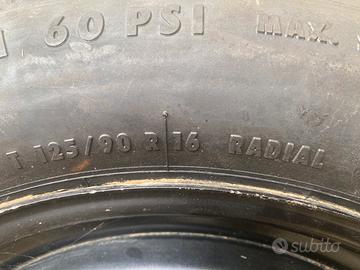 60 PSI MAX.
T 125/90 R 16 RADIAL
subito